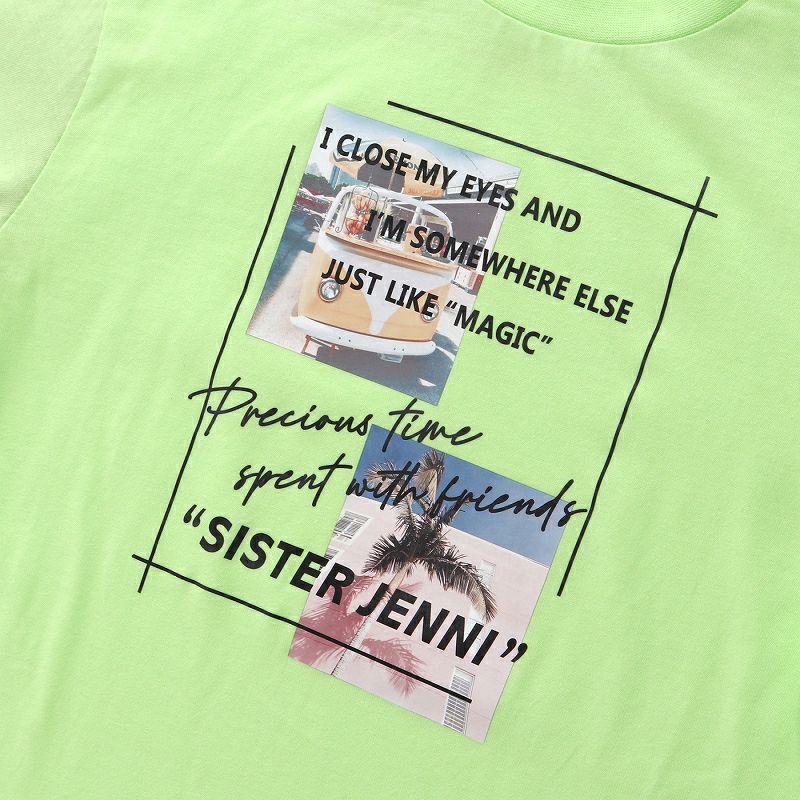 I CLOSE MY EYES AND
I'M SOMEWHERE ELSE
JUST LIKE “MAGIC”
Precious time
spent with friends
“SISTER JENNI”